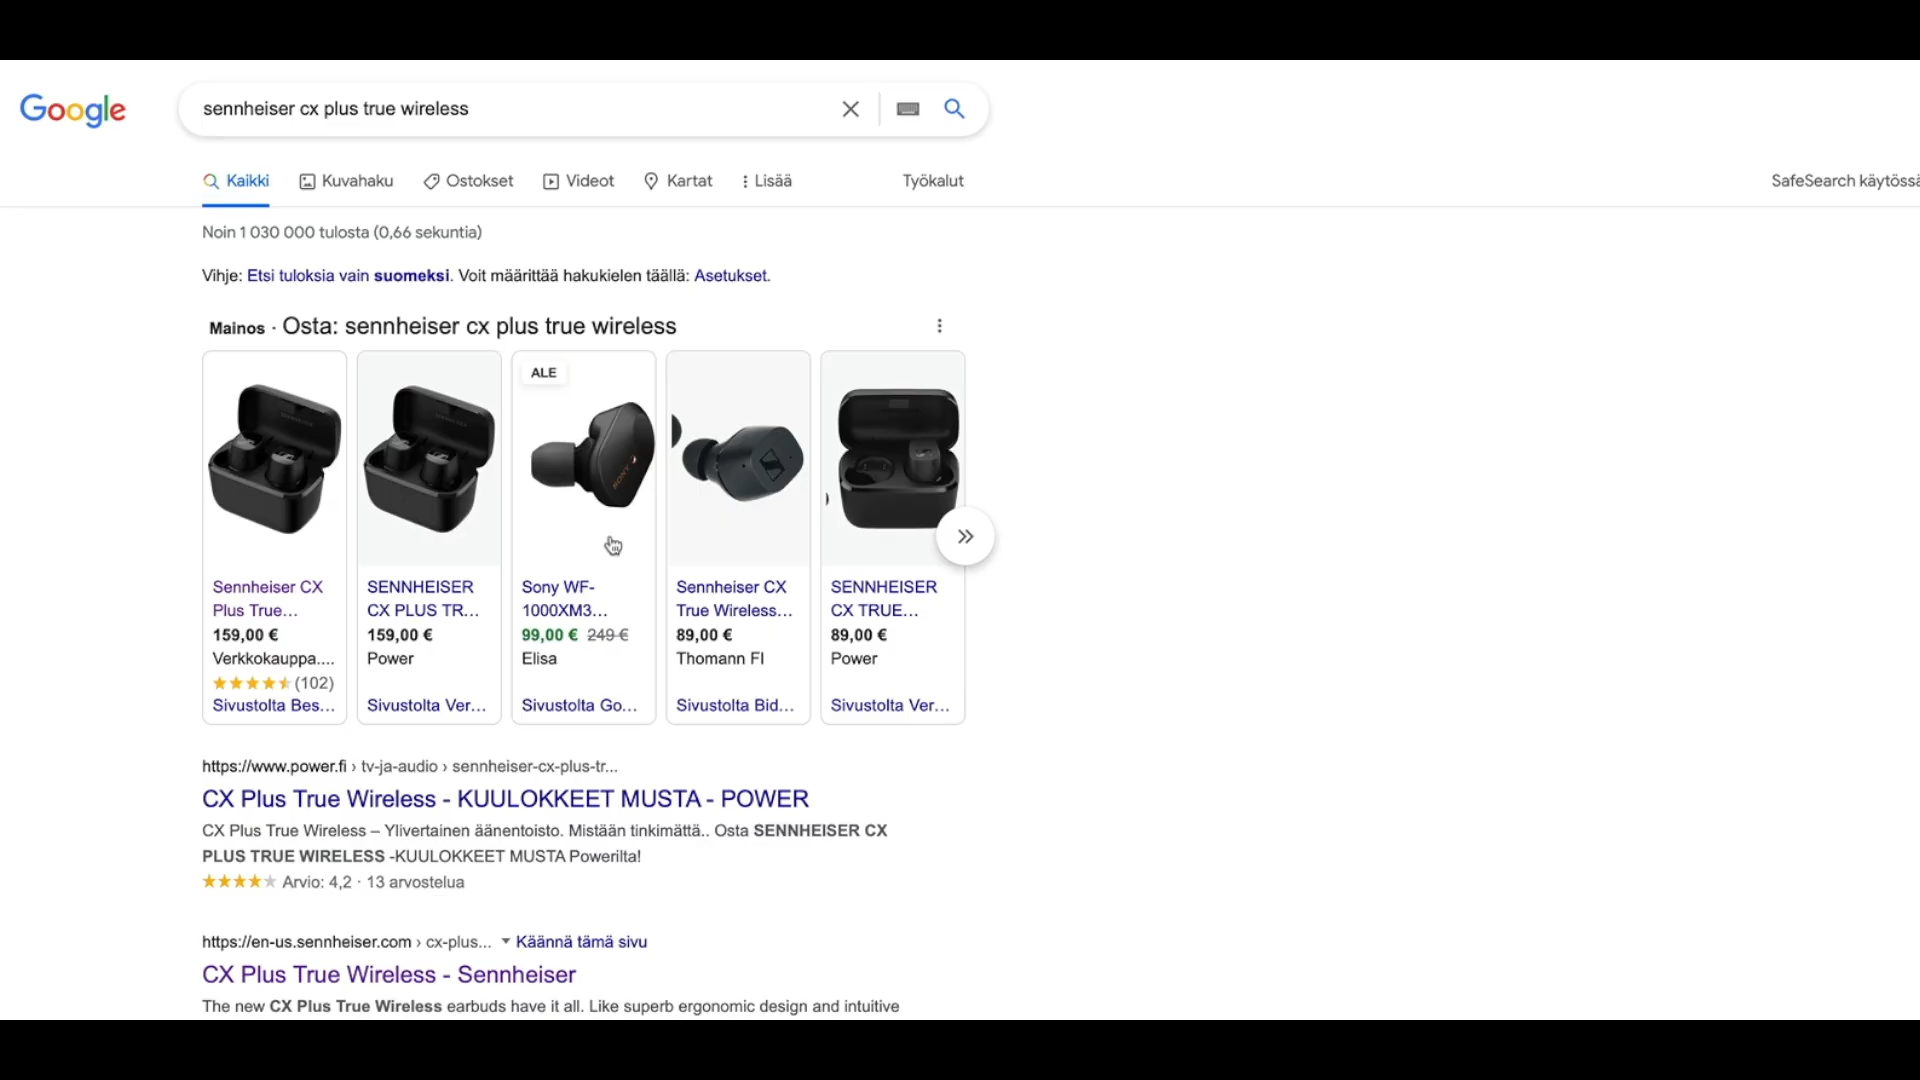 Google
sennheiser cx plus true wireless
Kaikki Kuvahaku Ostokset Videot Kartat Lisää Työkalut SafeSearch käytössä
Noin 1 030 000 tulosta (0,66 sekuntia)
Vihje: Etsi tuloksia vain suomeksi. Voit määrittää hakukielen täällä: Asetukset.
Mainos · Osta: sennheiser cx plus true wireless
Sennheiser CX
Plus True...
159,00 €
Verkkokauppa....
(102)
Sivustolta Bes...
SENNHEISER
CX PLUS TR...
159,00 €
Power
Sivustolta Ver...
ALE
SONY
Sony WF-
1000XM3...
99,00 € 249 €
Elisa
Sivustolta Go...
Sennheiser CX
True Wireless...
89,00 €
Thomann FI
Sivustolta Bid...
SENNHEISER
CX TRUE...
89,00 €
Power
Sivustolta Ver...
https://www.power.fi › tv-ja-audio › sennheiser-cx-plus-tr...
CX Plus True Wireless - KUULOKKEET MUSTA - POWER
CX Plus True Wireless – Ylivertainen äänentoisto. Mistään tinkimättä.. Osta SENNHEISER CX
PLUS TRUE WIRELESS -KUULOKKEET MUSTA Powerilta!
Arvio: 4,2 · 13 arvostelua
https://en-us.sennheiser.com › cx-plus... Käännä tämä sivu
CX Plus True Wireless - Sennheiser
The new CX Plus True Wireless earbuds have it all. Like superb ergonomic design and intuitive